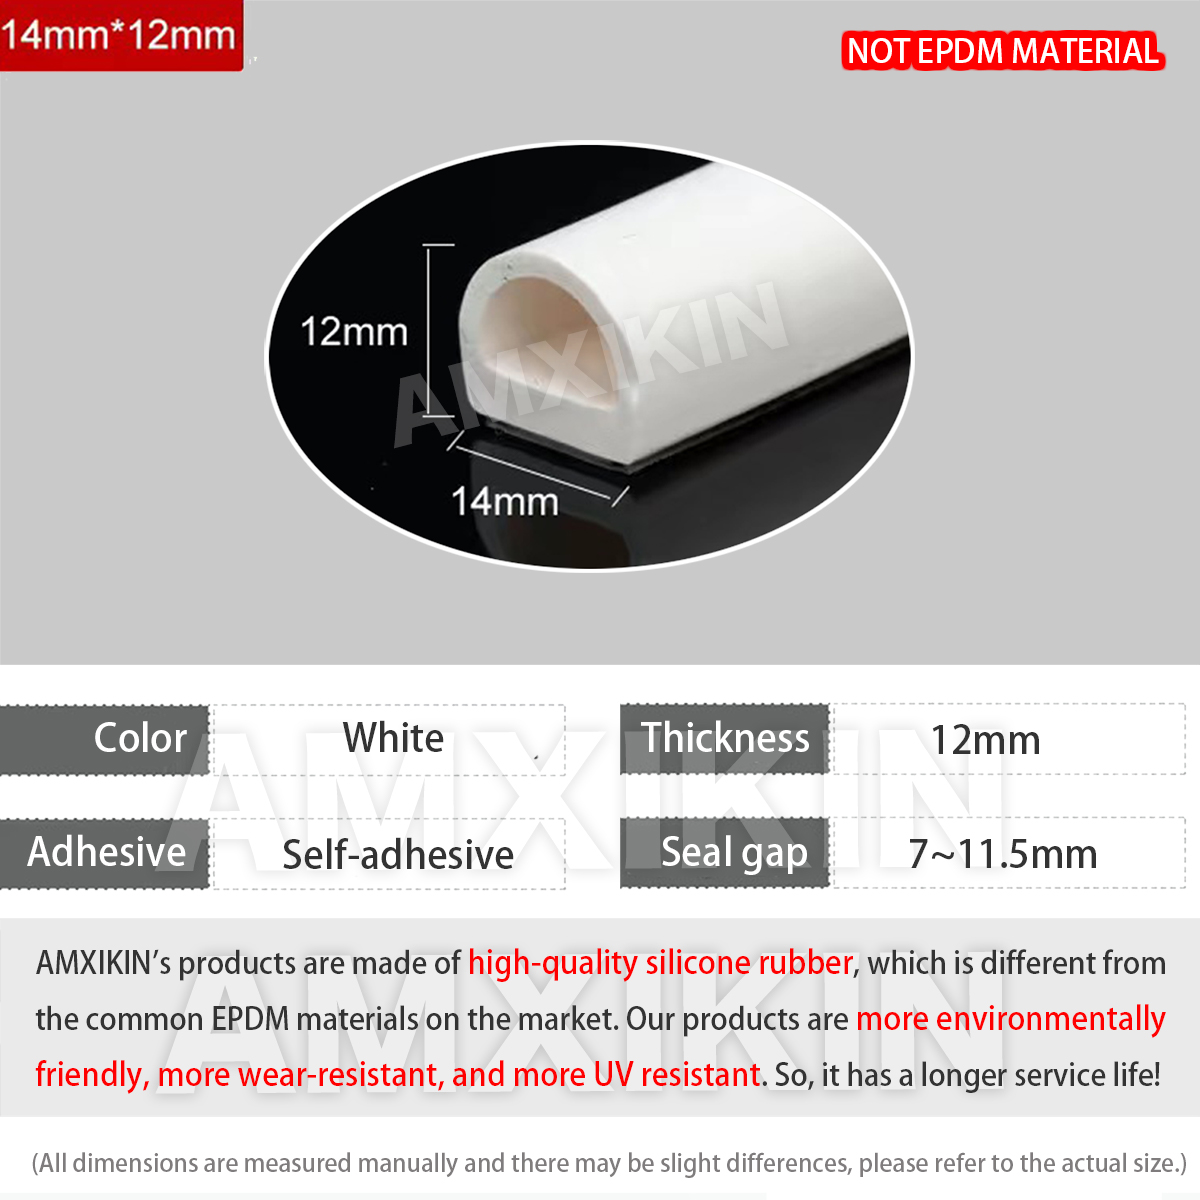 14mm*12mm
NOT EPDM MATERIAL
12mm
AMXIKIN
14mm
Color
White
Thickness
12mm
AMXIKIN
Adhesive
Self-adhesive
Seal gap
7~11.5mm
AMXIKIN’s products are made of high-quality silicone rubber, which is different from
the common EPDM materials on the market. Our products are more environmentally
friendly, more wear-resistant, and more UV resistant. So, it has a longer service life!
AMXIKIN
(All dimensions are measured manually and there may be slight differences, please refer to the actual size.)